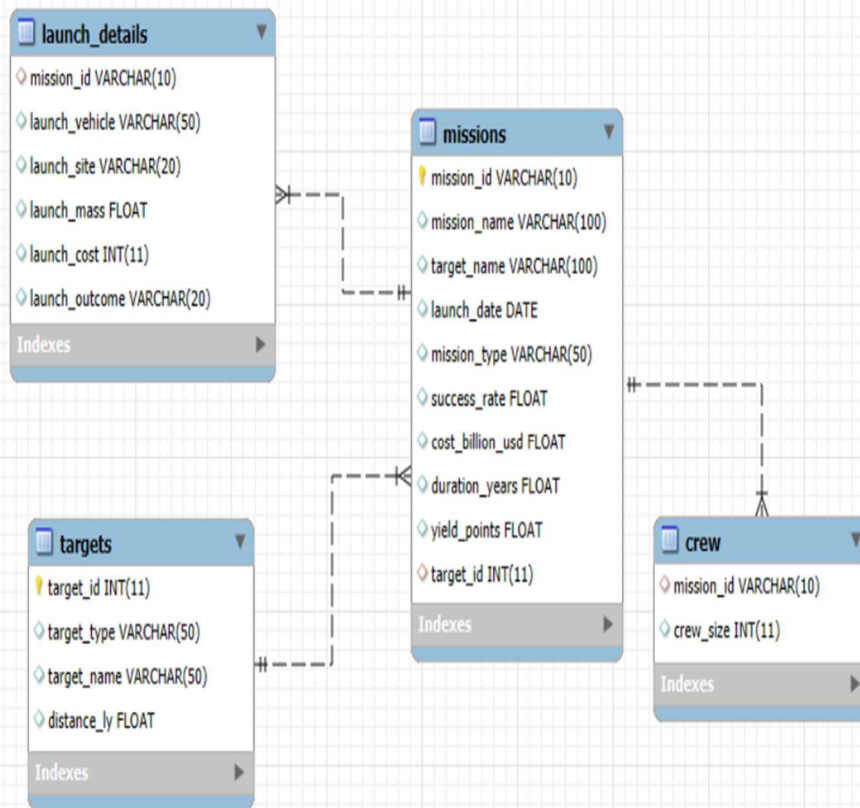 launch_details
mission_id VARCHAR(10)
launch_vehicle VARCHAR(50)
launch_site VARCHAR(20)
launch_mass FLOAT
launch_cost INT(11)
launch_outcome VARCHAR(20)
Indexes
missions
mission_id VARCHAR(10)
mission_name VARCHAR(100)
target_name VARCHAR(100)
launch_date DATE
mission_type VARCHAR(50)
success_rate FLOAT
cost_billion_usd FLOAT
duration_years FLOAT
yield_points FLOAT
target_id INT(11)
Indexes
targets
target_id INT(11)
target_type VARCHAR(50)
target_name VARCHAR(50)
distance_ly FLOAT
Indexes
crew
mission_id VARCHAR(10)
crew_size INT(11)
Indexes